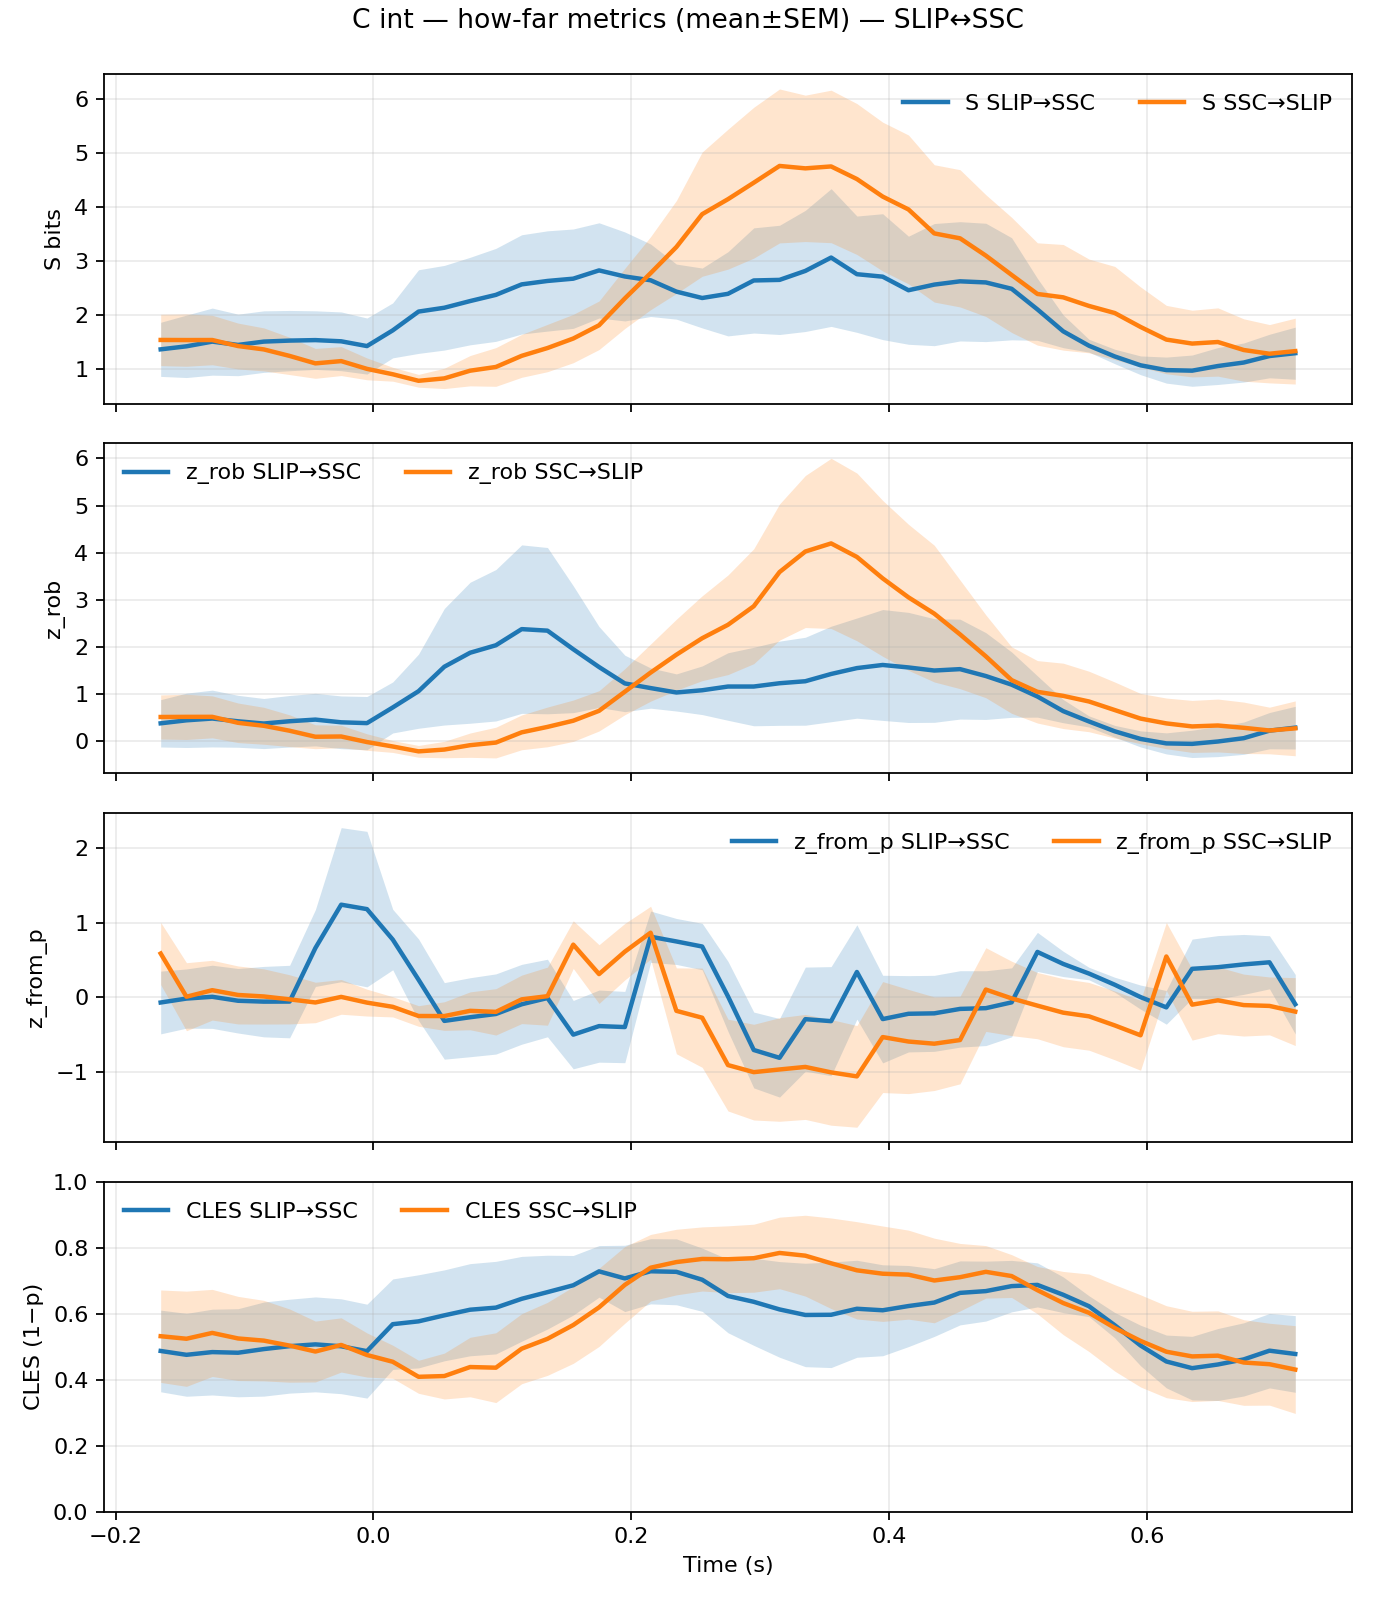 C int — how-far metrics (mean±SEM) — SLIP↔SSC
S SLIP→SSC S SSC→SLIP
6
5
4
3
2
1
S bits
z_rob SLIP→SSC z_rob SSC→SLIP
6
5
4
3
2
1
0
z_rob
z_from_p SLIP→SSC z_from_p SSC→SLIP
2
1
0
−1
z_from_p
CLES SLIP→SSC CLES SSC→SLIP
1.0
0.8
0.6
0.4
0.2
0.0
CLES (1−p)
−0.2 0.0 0.2 0.4 0.6
Time (s)